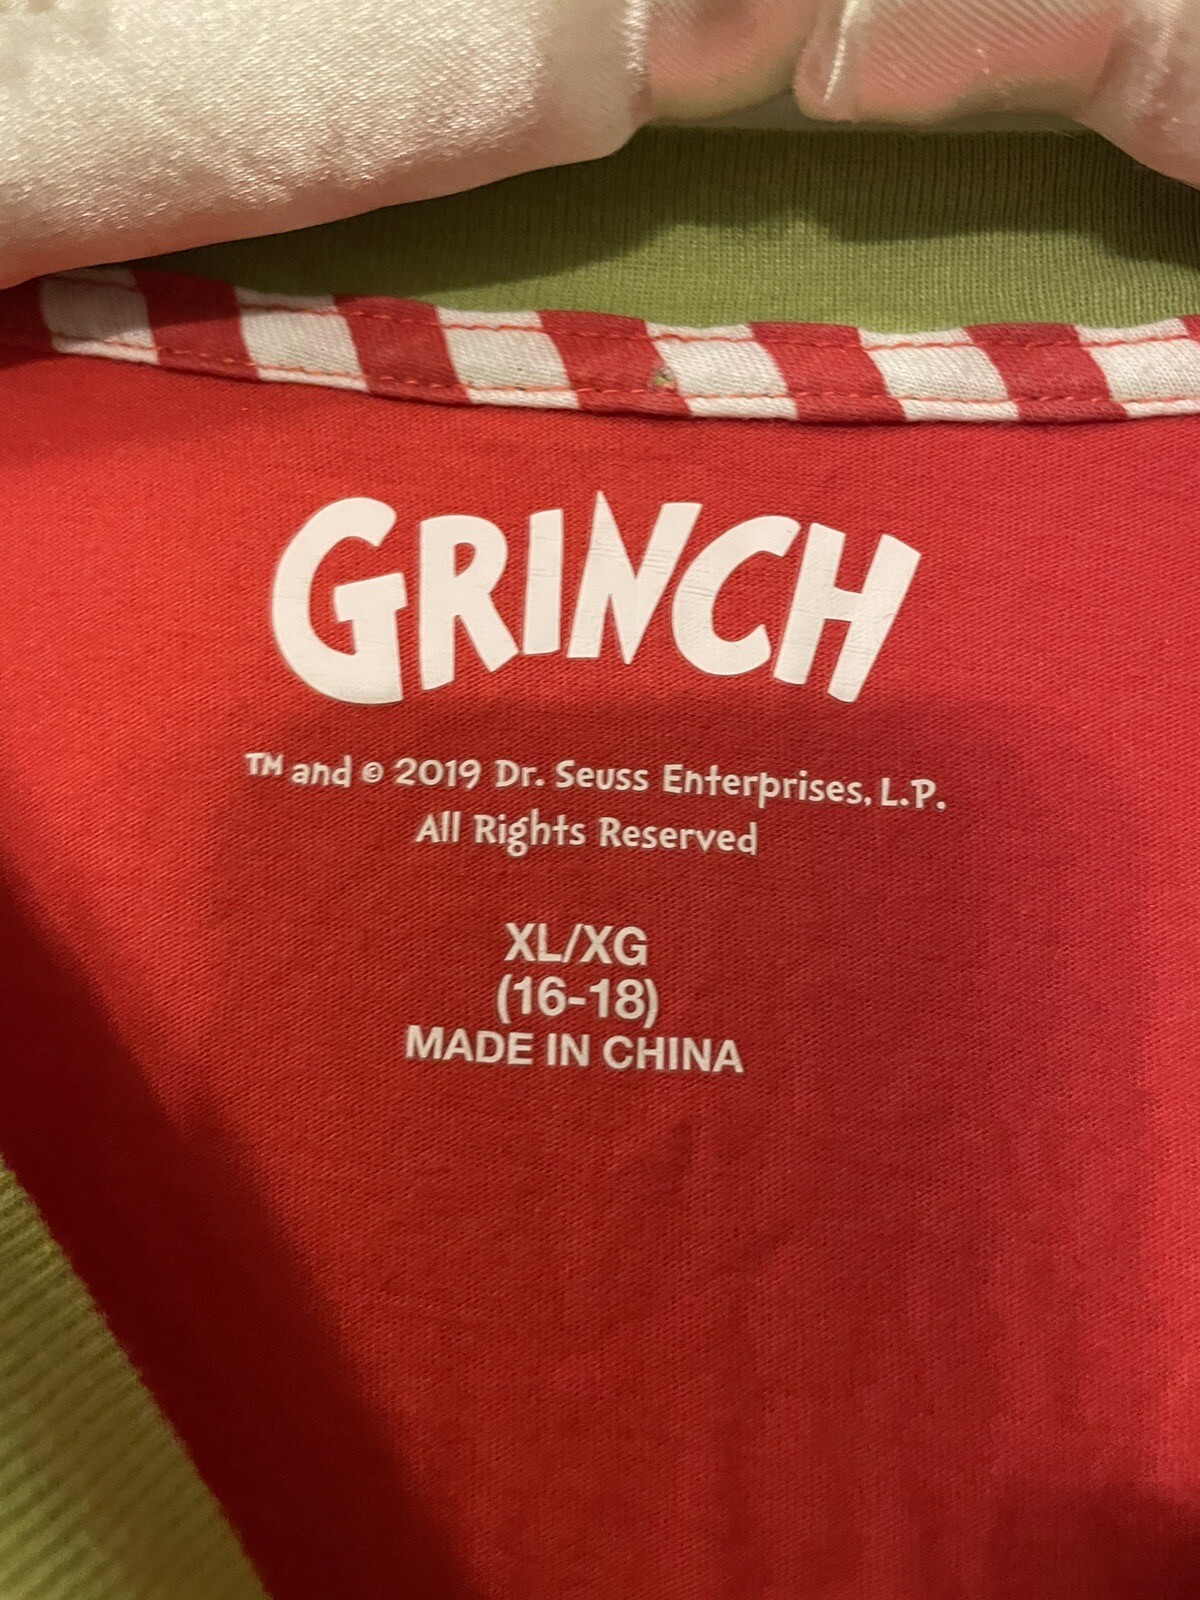 GRINCH
™ and © 2019 Dr. Seuss Enterprises, L.P.
All Rights Reserved
XL/XG
(16-18)
MADE IN CHINA